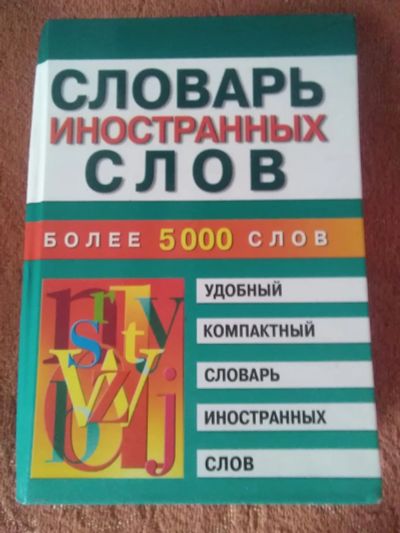 СЛОВАРЬ
ИНОСТРАННЫХ
СЛОВ
БОЛЕЕ 5000 СЛОВ
УДОБНЫЙ
КОМПАКТНЫЙ
СЛОВАРЬ
ИНОСТРАННЫХ
СЛОВ